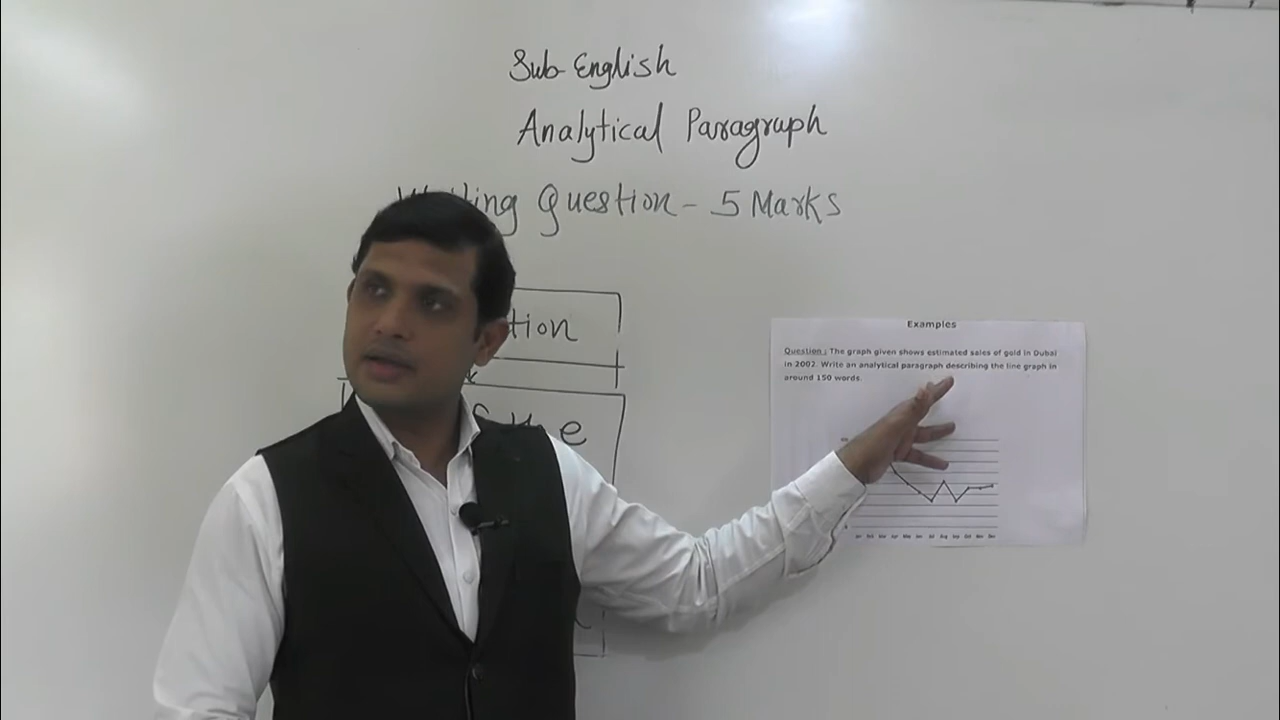 Sub-English
Analytical Paragraph
Writing Question - 5 Marks
Examples
Question : The graph given shows estimated sales of gold in Dubai
in 2002. Write an analytical paragraph describing the line graph in
around 150 words.